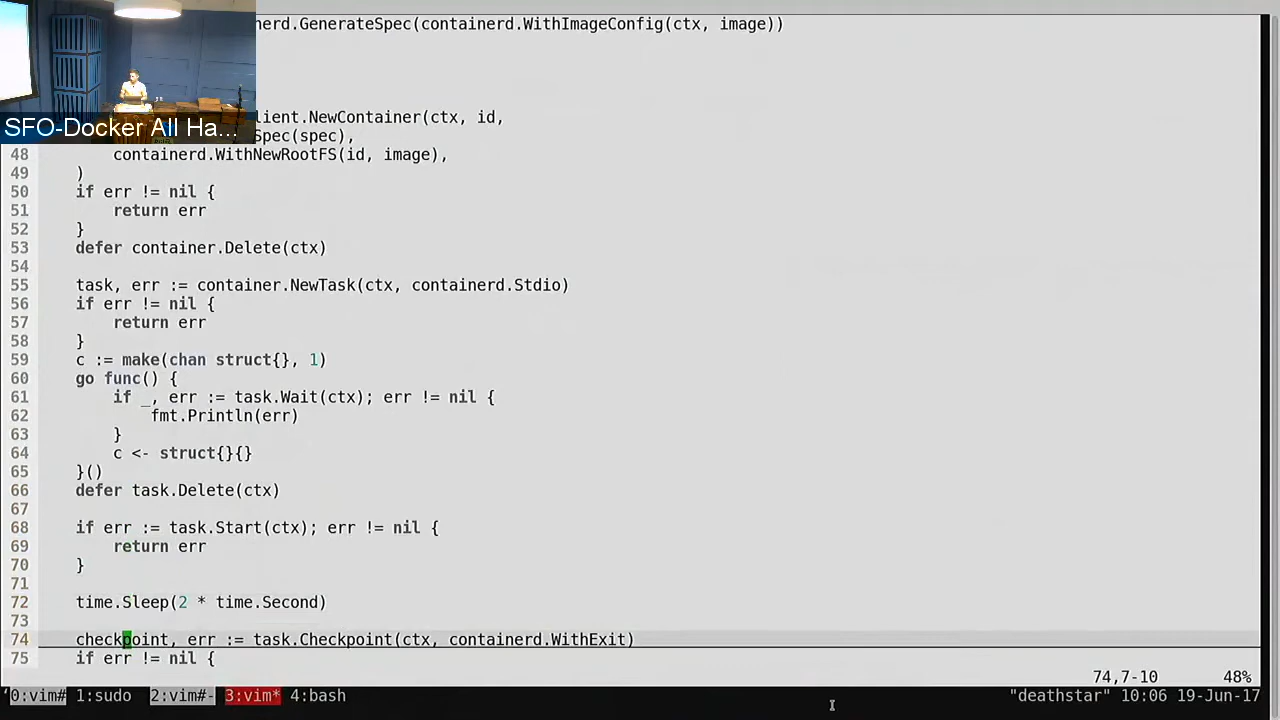 nerd.GenerateSpec(containerd.WithImageConfig(ctx, image))
lient.NewContainer(ctx, id,
SFO-Docker All Ha...
Spec(spec),
48 containerd.WithNewRootFS(id, image),
49 )
50 if err != nil {
51 return err
52 }
53 defer container.Delete(ctx)
54
55 task, err := container.NewTask(ctx, containerd.Stdio)
56 if err != nil {
57 return err
58 }
59 c := make(chan struct{}, 1)
60 go func() {
61 if _, err := task.Wait(ctx); err != nil {
62 fmt.Println(err)
63 }
64 c <- struct{}{}
65 }()
66 defer task.Delete(ctx)
67
68 if err := task.Start(ctx); err != nil {
69 return err
70 }
71
72 time.Sleep(2 * time.Second)
73
74 checkpoint, err := task.Checkpoint(ctx, containerd.WithExit)
75 if err != nil {
74,7-10 48%
0:vim# 1:sudo 2:vim#- 3:vim* 4:bash "deathstar" 10:06 19-Jun-17